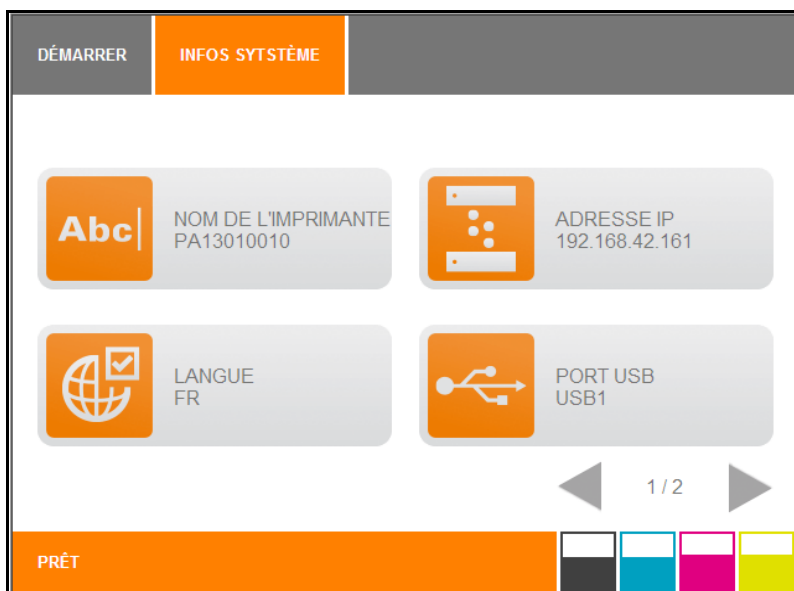 DÉMARRER
INFOS SYTSTÈME
Abc
NOM DE L'IMPRIMANTE
PA13010010
ADRESSE IP
192.168.42.161
LANGUE
FR
PORT USB
USB1
1 / 2
PRÊT